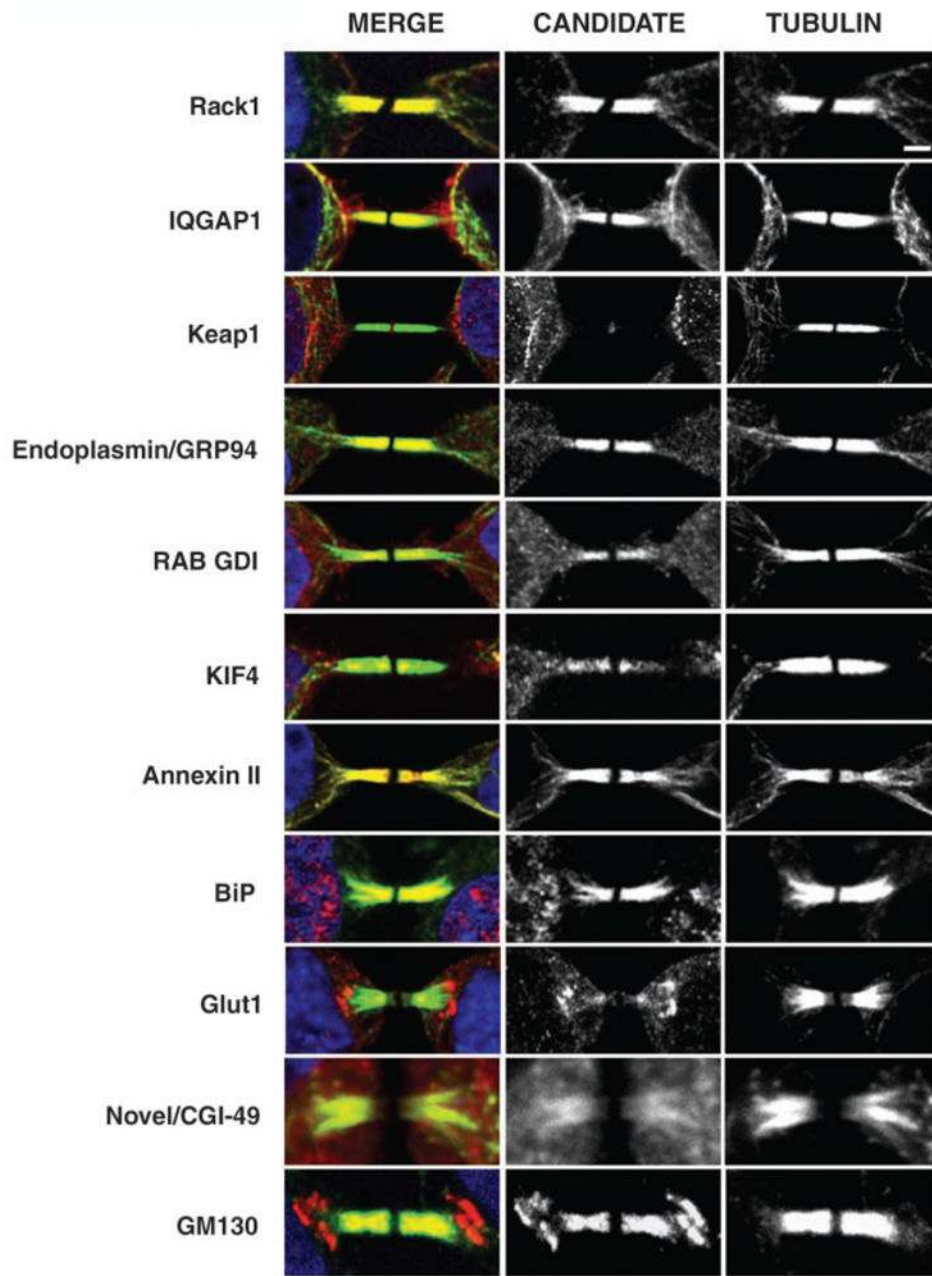 MERGE CANDIDATE TUBULIN
Rack1
IQGAP1
Keap1
Endoplasmin/GRP94
RAB GDI
KIF4
Annexin II
BiP
Glut1
Novel/CGI-49
GM130